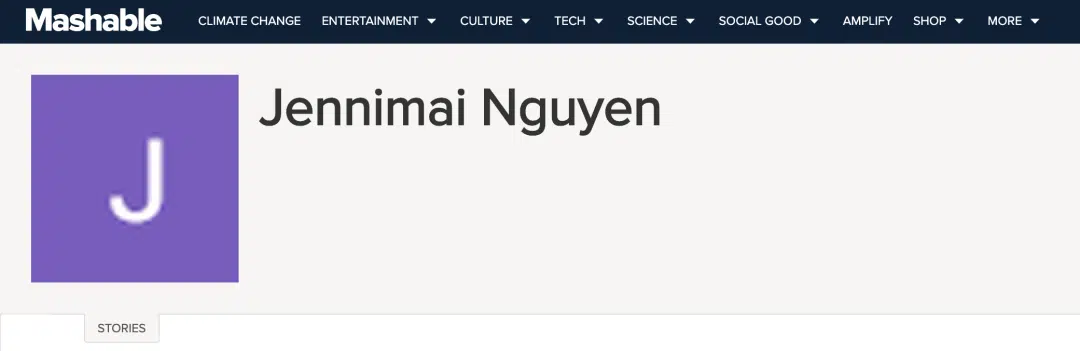 Mashable CLIMATE CHANGE ENTERTAINMENT CULTURE TECH SCIENCE SOCIAL GOOD AMPLIFY SHOP MORE
J
Jennimai Nguyen
STORIES